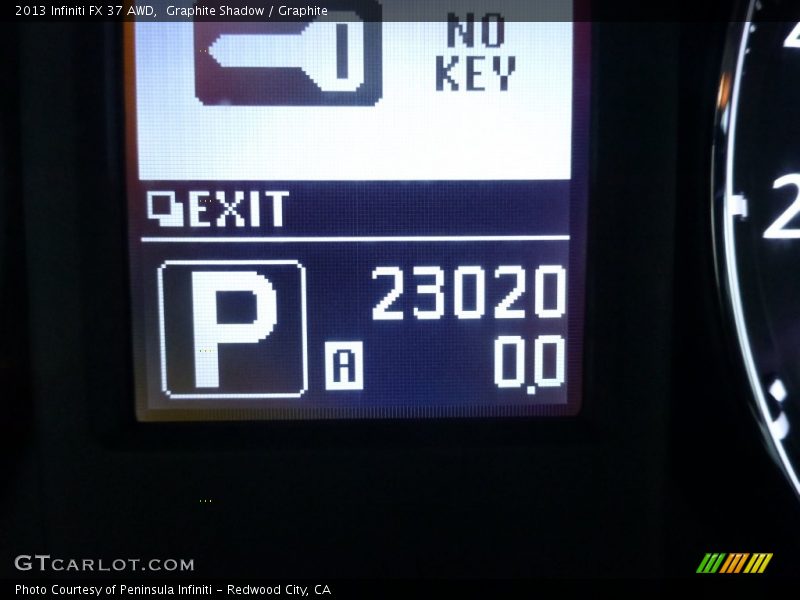 2013 Infiniti FX 37 AWD,  Graphite Shadow / Graphite
NO
KEY
EXIT
P
23020
A
0.0
2
GTCARLOT.COM
Photo Courtesy of Peninsula Infiniti - Redwood City, CA